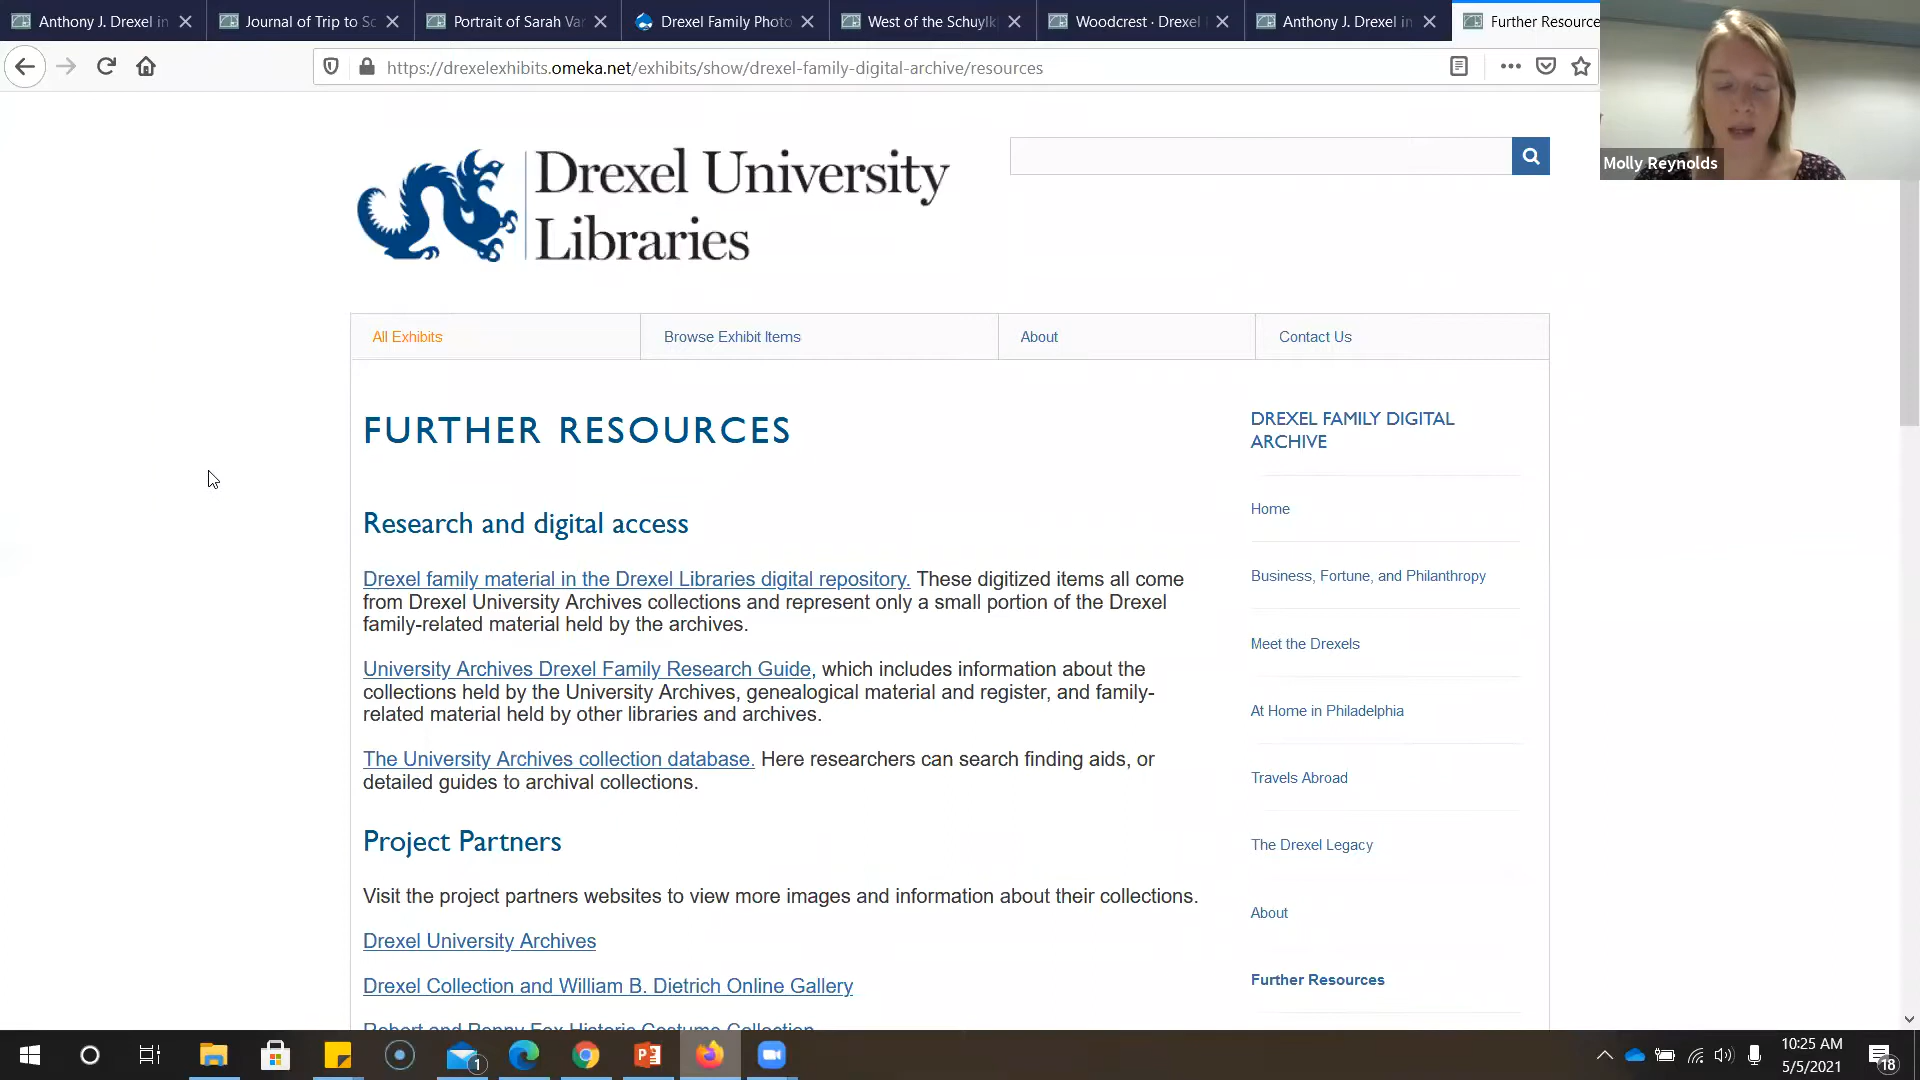 Anthony J. Drexel in
Journal of Trip to Sc
Portrait of Sarah Var
Drexel Family Photo
West of the Schuylk
Woodcrest · Drexel
Anthony J. Drexel in
Further Resource
https://drexelexhibits.omeka.net/exhibits/show/drexel-family-digital-archive/resources
Molly Reynolds
Drexel University
Libraries
All Exhibits
Browse Exhibit Items
About
Contact Us
FURTHER RESOURCES
Research and digital access
Drexel family material in the Drexel Libraries digital repository. These digitized items all come
from Drexel University Archives collections and represent only a small portion of the Drexel
family-related material held by the archives.
University Archives Drexel Family Research Guide, which includes information about the
collections held by the University Archives, genealogical material and register, and family-
related material held by other libraries and archives.
The University Archives collection database. Here researchers can search finding aids, or
detailed guides to archival collections.
Project Partners
Visit the project partners websites to view more images and information about their collections.
Drexel University Archives
Drexel Collection and William B. Dietrich Online Gallery
Robert and Penny Fox Historic Costume Collection
DREXEL FAMILY DIGITAL
ARCHIVE
Home
Business, Fortune, and Philanthropy
Meet the Drexels
At Home in Philadelphia
Travels Abroad
The Drexel Legacy
About
Further Resources
1
10:25 AM
5/5/2021
18